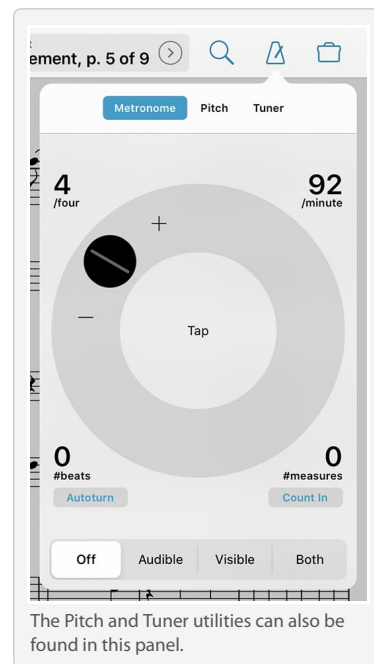 ement, p. 5 of 9
Metronome Pitch Tuner
4 92
/four /minute
+
−
Tap
0 0
#beats #measures
Autoturn Count In
Off Audible Visible Both
The Pitch and Tuner utilities can also be
found in this panel.